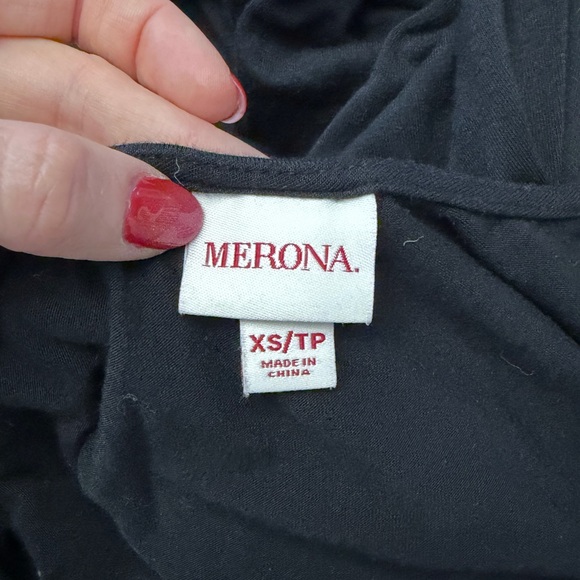 MERONA.
XS/TP
MADE IN
CHINA